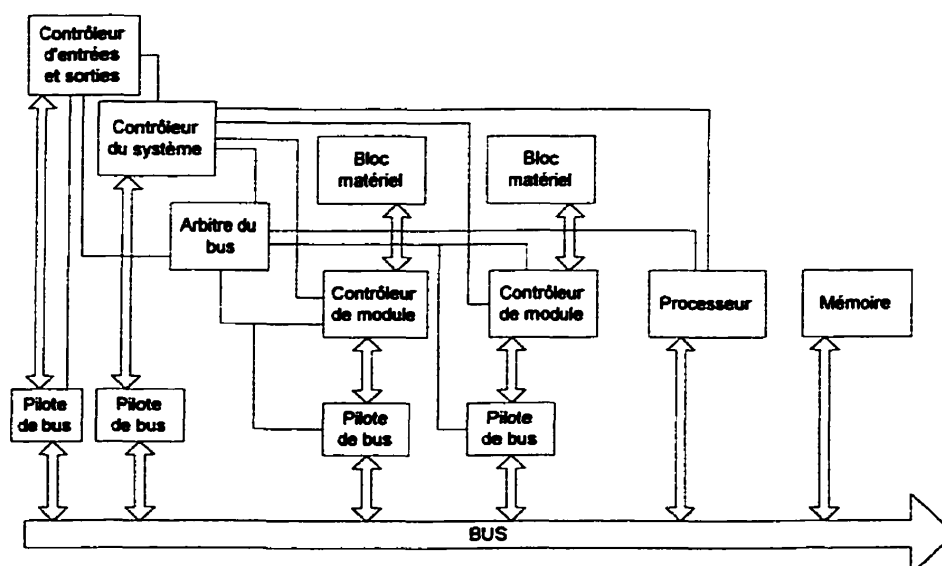 Contrôleur
d'entrées
et sorties
Contrôleur
du système
Bloc
matériel
Bloc
matériel
Arbitre du
bus
Contrôleur
de module
Contrôleur
de module
Processeur
Mémoire
Pilote
de bus
Pilote
de bus
Pilote
de bus
Pilote
de bus
BUS